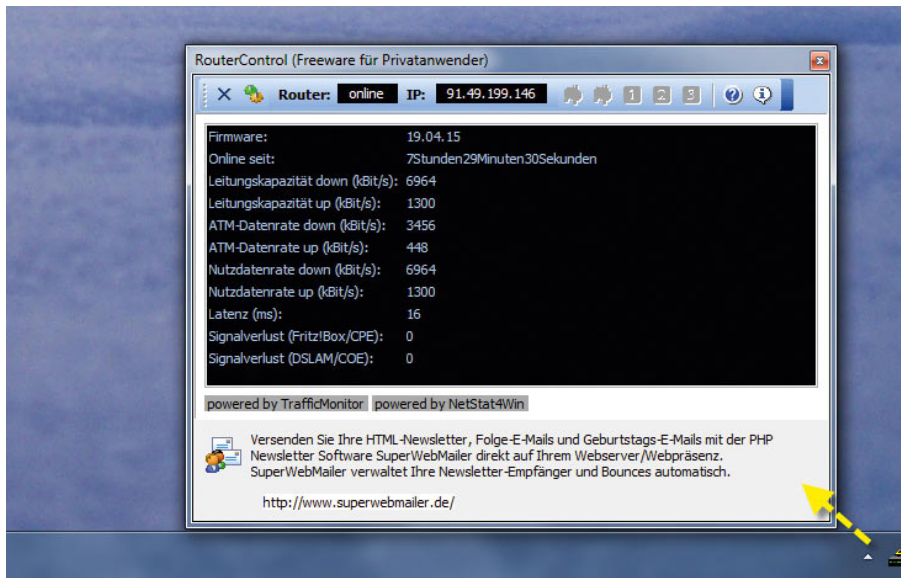 RouterControl (Freeware für Privatanwender)
Router: online IP: 91.49.199.146 1 2 3
Firmware: 19.04.15
Online seit: 7Stunden29Minuten30Sekunden
Leitungskapazität down (kBit/s): 6964
Leitungskapazität up (kBit/s): 1300
ATM-Datenrate down (kBit/s): 3456
ATM-Datenrate up (kBit/s): 448
Nutzdatenrate down (kBit/s): 6964
Nutzdatenrate up (kBit/s): 1300
Latenz (ms): 16
Signalverlust (Fritz!Box/CPE): 0
Signalverlust (DSLAM/COE): 0
powered by TrafficMonitor powered by NetStat4Win
Versenden Sie Ihre HTML-Newsletter, Folge-E-Mails und Geburtstags-E-Mails mit der PHP
Newsletter Software SuperWebMailer direkt auf Ihrem Webserver/Webpräsenz.
SuperWebMailer verwaltet Ihre Newsletter-Empfänger und Bounces automatisch.
http://www.superwebmailer.de/